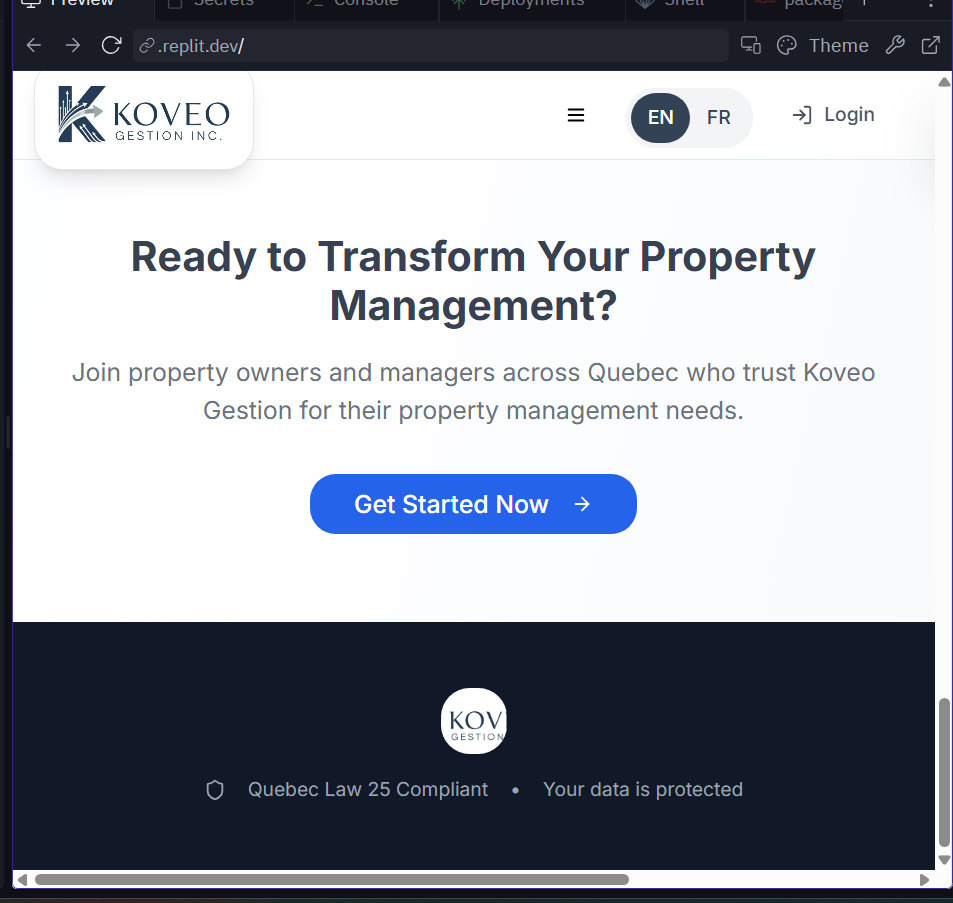 Preview
Secrets
Console
Deployments
Shell
packag
.replit.dev/
Theme
KOVEO
GESTION INC.
EN
FR
Login
Ready to Transform Your Property
Management?
Join property owners and managers across Quebec who trust Koveo
Gestion for their property management needs.
Get Started Now
KOV
GESTION
Quebec Law 25 Compliant • Your data is protected